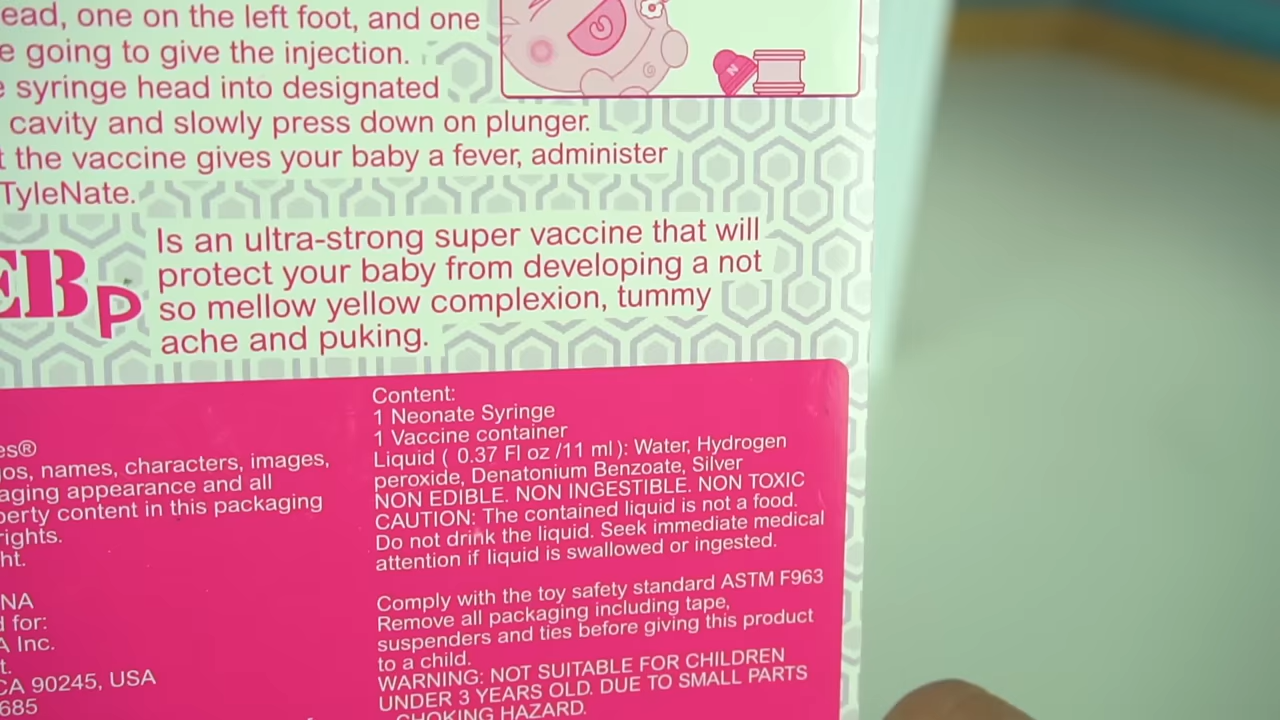 ead, one on the left foot, and one
e going to give the injection.
e syringe head into designated
cavity and slowly press down on plunger.
t the vaccine gives your baby a fever, administer
TyleNate.
EBp
Is an ultra-strong super vaccine that will
protect your baby from developing a not
so mellow yellow complexion, tummy
ache and puking.
es®
os, names, characters, images,
aging appearance and all
perty content in this packaging
rights.
ht.
NA
d for:
A Inc.
t.
CA 90245, USA
685
Content:
1 Neonate Syringe
1 Vaccine container
Liquid ( 0.37 Fl oz /11 ml ): Water, Hydrogen
peroxide, Denatonium Benzoate, Silver
NON EDIBLE. NON INGESTIBLE. NON TOXIC
CAUTION: The contained liquid is not a food.
Do not drink the liquid. Seek immediate medical
attention if liquid is swallowed or ingested.
Comply with the toy safety standard ASTM F963
Remove all packaging including tape,
suspenders and ties before giving this product
to a child.
WARNING: NOT SUITABLE FOR CHILDREN
UNDER 3 YEARS OLD. DUE TO SMALL PARTS
CHOKING HAZARD.
N